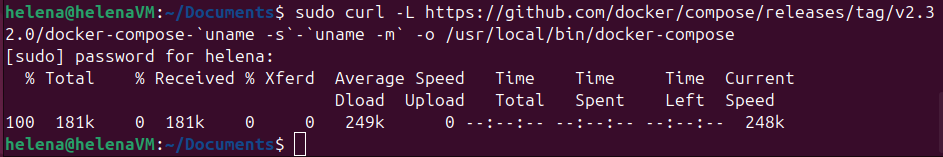 helena@helenaVM:~/Documents$ sudo curl -L https://github.com/docker/compose/releases/tag/v2.3
2.0/docker-compose-`uname -s`-`uname -m` -o /usr/local/bin/docker-compose
[sudo] password for helena:
% Total % Received % Xferd Average Speed Time Time Time Current
Dload Upload Total Spent Left Speed
100 181k 0 181k 0 0 249k 0 --:--:-- --:--:-- --:--:-- 248k
helena@helenaVM:~/Documents$